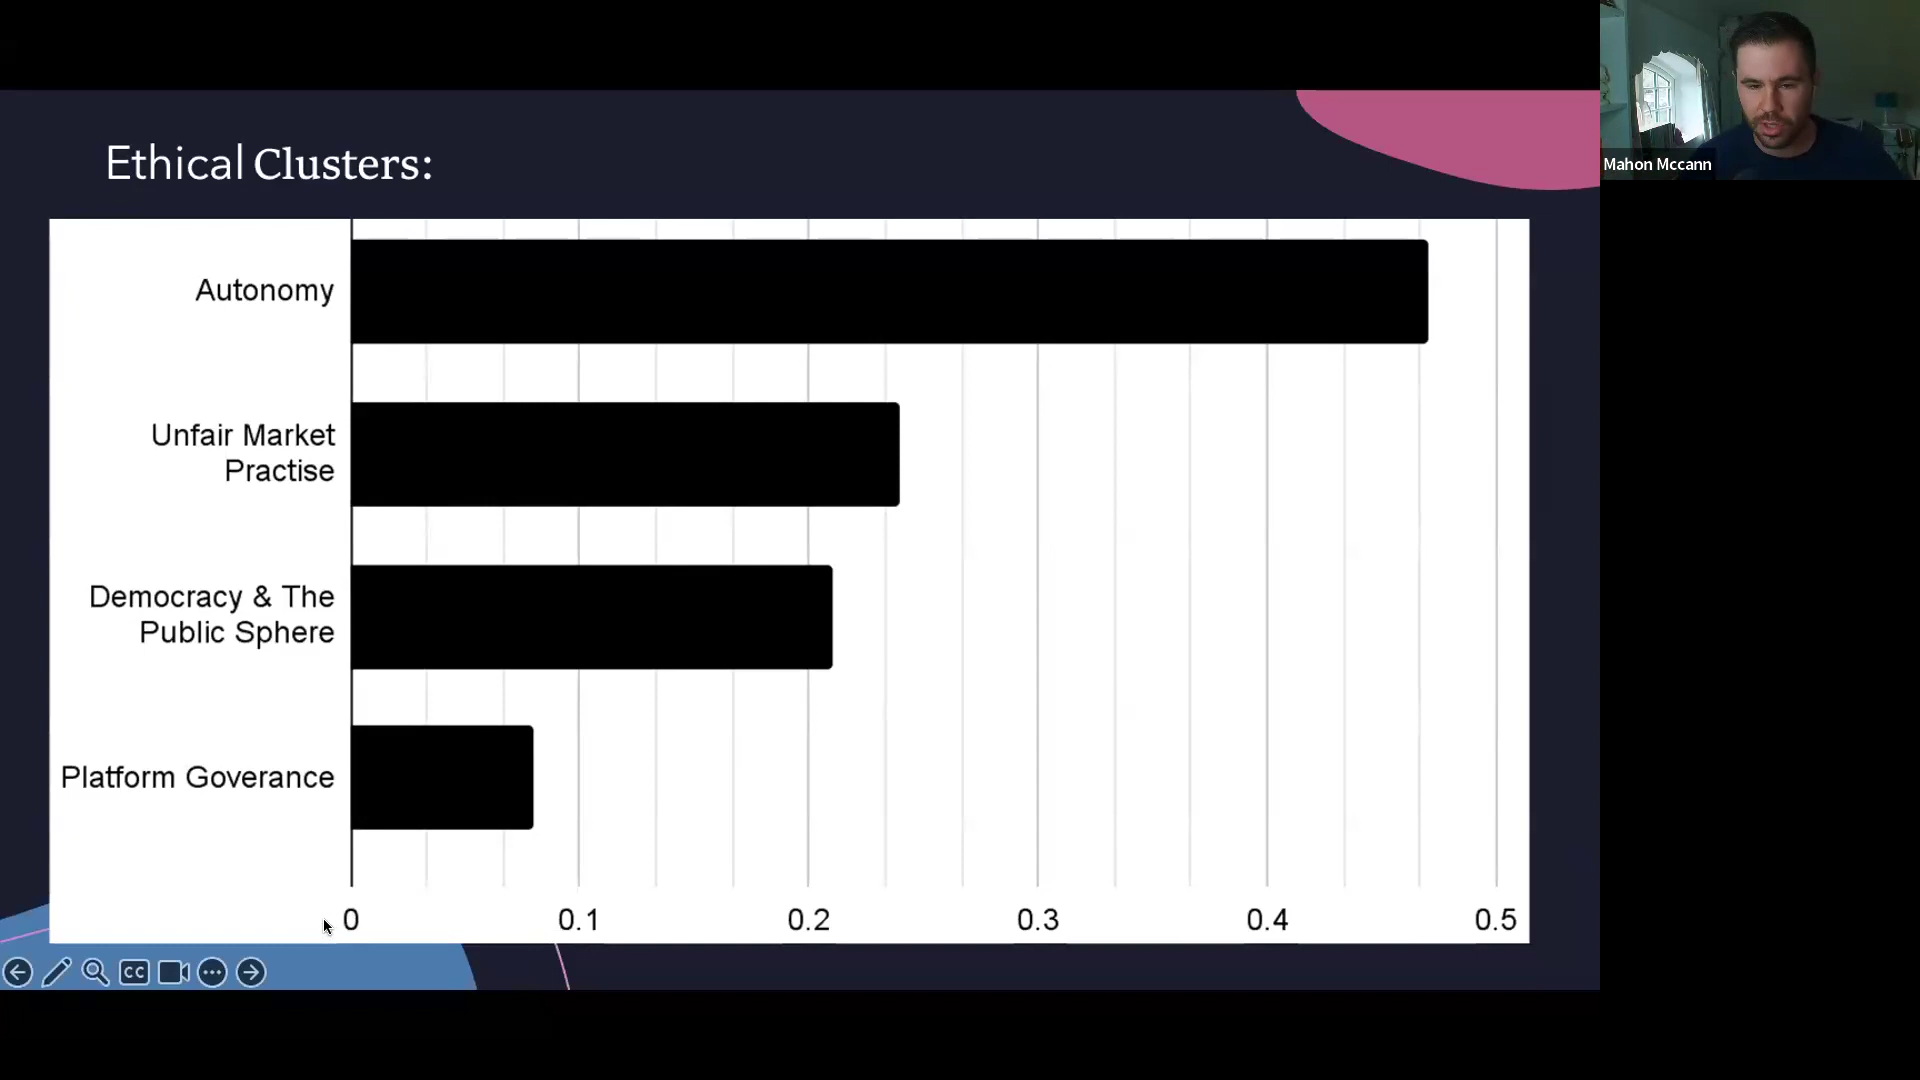 Ethical Clusters:
Autonomy
Unfair Market
Practise
Democracy & The
Public Sphere
Platform Goverance
0 0.1 0.2 0.3 0.4 0.5
CC
Mahon Mccann